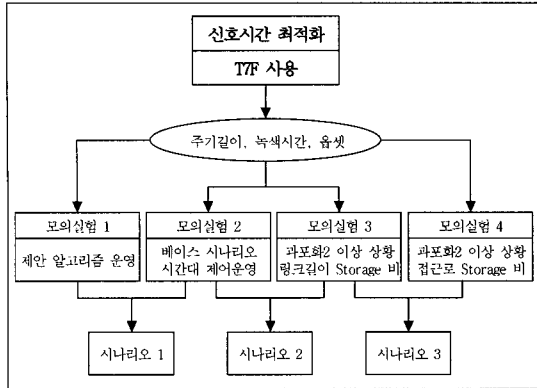 신호시간 최적화
T7F 사용
주기길이, 녹색시간, 옵셋
모의실험 1
제안 알고리즘 운영
모의실험 2
베이스 시나리오
시간대 제어운영
모의실험 3
과포화2 이상 상황
링크길이 Storage 비
모의실험 4
과포화2 이상 상황
접근로 Storage 비
시나리오 1
시나리오 2
시나리오 3